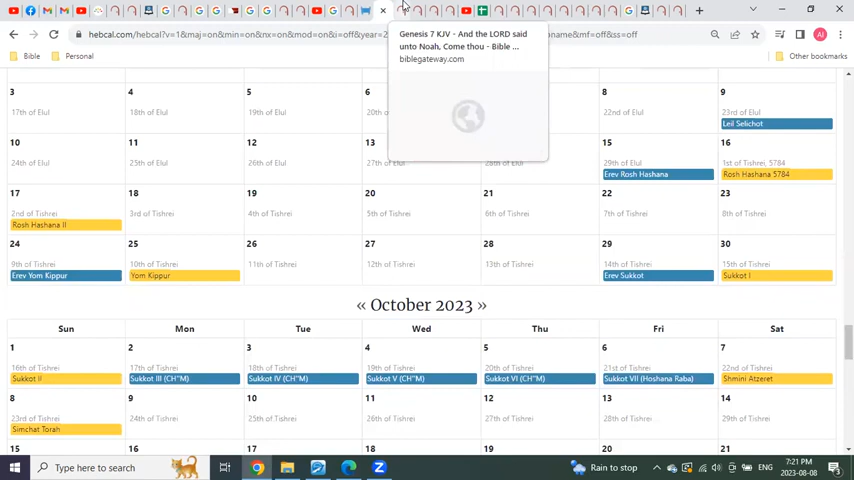 hebcal.com/hebcal?v=1&maj=on&min=on&nx=on&mod=on&i=off&year=2
name&mf=off&ss=off
AI
Bible
Personal
Other bookmarks
Genesis 7 KJV - And the LORD said
unto Noah, Come thou - Bible ...
biblegateway.com
3 4 5 6 8 9
17th of Elul 18th of Elul 19th of Elul 20th 22nd of Elul 23rd of Elul
Leil Selichot
10 11 12 13 15 16
24th of Elul 25th of Elul 26th of Elul 27th of Elul 28th of Elul 29th of Elul 1st of Tishrei, 5784
Erev Rosh Hashana Rosh Hashana 5784
17 18 19 20 21 22 23
2nd of Tishrei 3rd of Tishrei 4th of Tishrei 5th of Tishrei 6th of Tishrei 7th of Tishrei 8th of Tishrei
Rosh Hashana II
24 25 26 27 28 29 30
9th of Tishrei 10th of Tishrei 11th of Tishrei 12th of Tishrei 13th of Tishrei 14th of Tishrei 15th of Tishrei
Erev Yom Kippur Yom Kippur Erev Sukkot Sukkot I
« October 2023 »
Sun Mon Tue Wed Thu Fri Sat
1 2 3 4 5 6 7
16th of Tishrei 17th of Tishrei 18th of Tishrei 19th of Tishrei 20th of Tishrei 21st of Tishrei 22nd of Tishrei
Sukkot II Sukkot III (CH''M) Sukkot IV (CH''M) Sukkot V (CH''M) Sukkot VI (CH''M) Sukkot VII (Hoshana Raba) Shmini Atzeret
8 9 10 11 12 13 14
23rd of Tishrei 24th of Tishrei 25th of Tishrei 26th of Tishrei 27th of Tishrei 28th of Tishrei 29th of Tishrei
Simchat Torah
15 16 17 18 19 20 21
Type here to search
Rain to stop
ENG
7:21 PM
2023-08-08
3